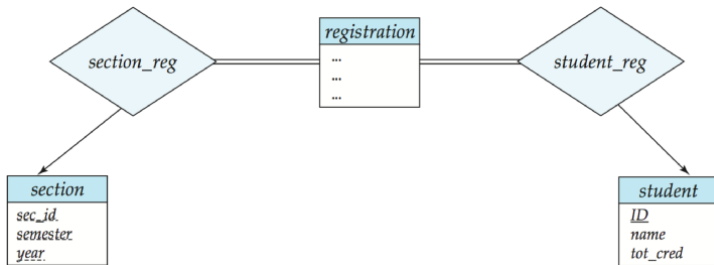 section_reg
registration
...
...
...
student_reg
section
sec_id
semester
year
student
ID
name
tot_cred